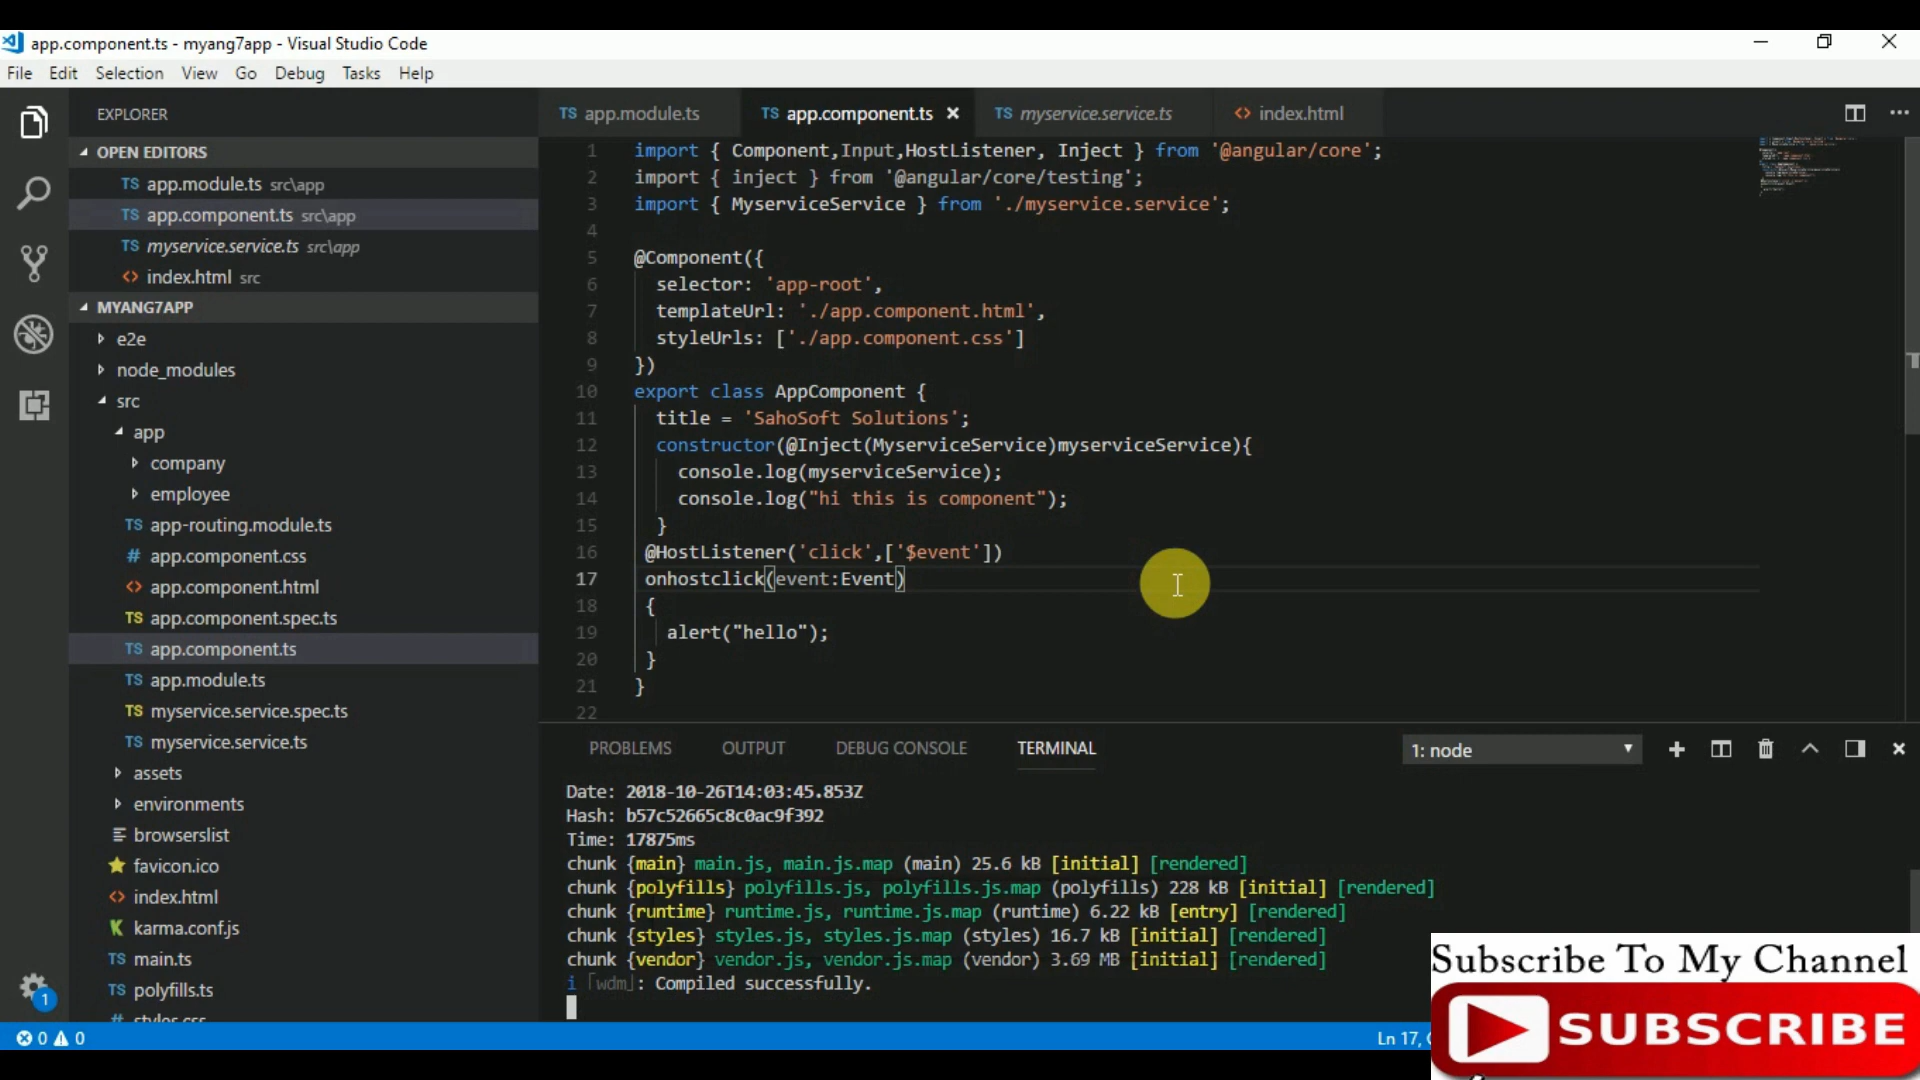 app.component.ts - myang7app - Visual Studio Code
File Edit Selection View Go Debug Tasks Help
EXPLORER
OPEN EDITORS
TS app.module.ts src\app
TS app.component.ts src\app
TS myservice.service.ts src\app
<> index.html src
MYANG7APP
e2e
node_modules
src
app
company
employee
TS app-routing.module.ts
# app.component.css
<> app.component.html
TS app.component.spec.ts
TS app.component.ts
TS app.module.ts
TS myservice.service.spec.ts
TS myservice.service.ts
assets
environments
browserslist
favicon.ico
<> index.html
karma.conf.js
TS main.ts
TS polyfills.ts
# styles.css
1
TS app.module.ts
TS app.component.ts ×
TS myservice.service.ts
<> index.html
1 import { Component,Input,HostListener, Inject } from '@angular/core';
2 import { inject } from '@angular/core/testing';
3 import { MyserviceService } from './myservice.service';
4
5 @Component({
6 selector: 'app-root',
7 templateUrl: './app.component.html',
8 styleUrls: ['./app.component.css']
9 })
10 export class AppComponent {
11 title = 'SahoSoft Solutions';
12 constructor(@Inject(MyserviceService)myserviceService){
13 console.log(myserviceService);
14 console.log("hi this is component");
15 }
16 @HostListener('click',['$event'])
17 onhostclick(event:Event)
18 {
19 alert("hello");
20 }
21 }
22
PROBLEMS OUTPUT DEBUG CONSOLE TERMINAL
1: node
Date: 2018-10-26T14:03:45.853Z
Hash: b57c52665c8c0ac9f392
Time: 17875ms
chunk {main} main.js, main.js.map (main) 25.6 kB [initial] [rendered]
chunk {polyfills} polyfills.js, polyfills.js.map (polyfills) 228 kB [initial] [rendered]
chunk {runtime} runtime.js, runtime.js.map (runtime) 6.22 kB [entry] [rendered]
chunk {styles} styles.js, styles.js.map (styles) 16.7 kB [initial] [rendered]
chunk {vendor} vendor.js, vendor.js.map (vendor) 3.69 MB [initial] [rendered]
i ｢wdm｣: Compiled successfully.
0 0
Ln 17,
Subscribe To My Channel
SUBSCRIBE